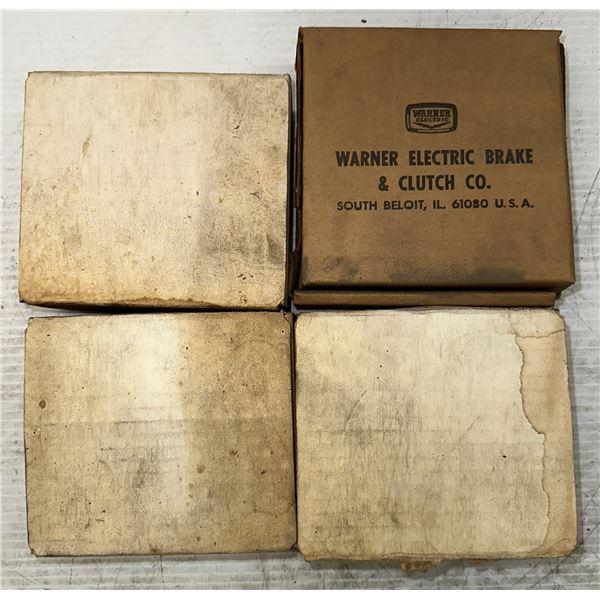 WARNER
ELECTRIC
WARNER ELECTRIC BRAKE
& CLUTCH CO.
SOUTH BELOIT, IL. 61080 U.S.A.